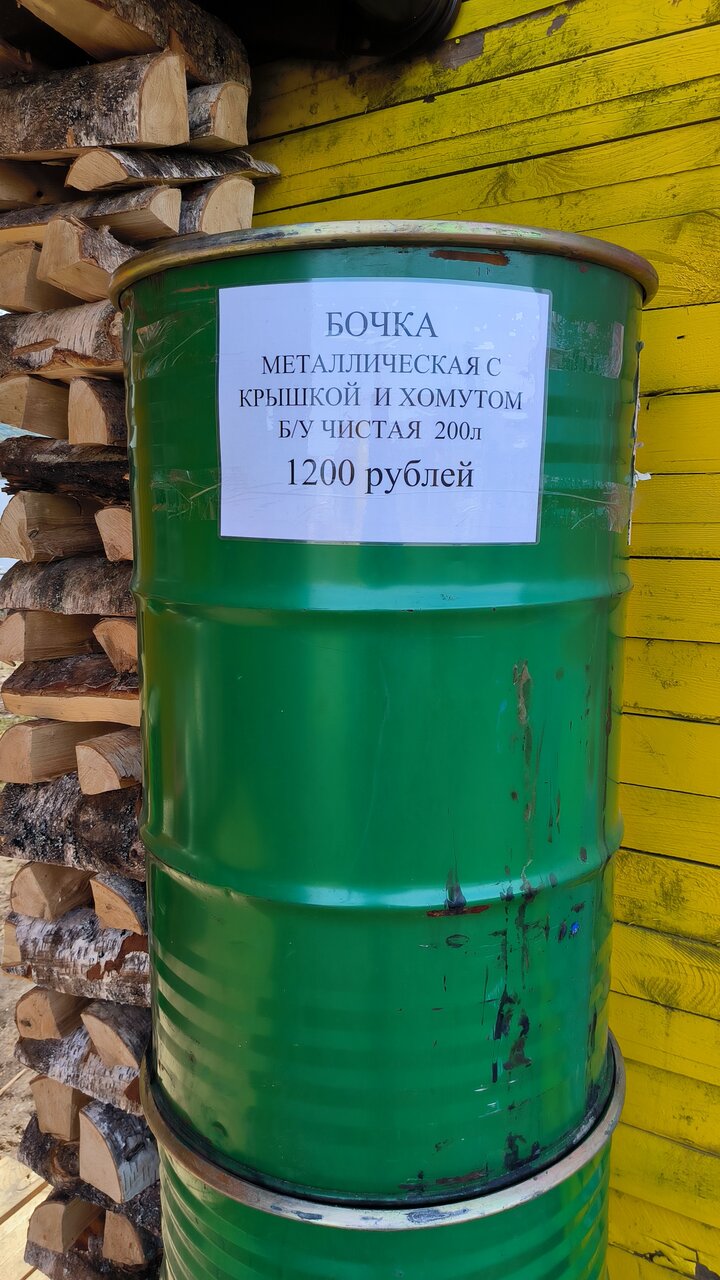 БОЧКА
МЕТАЛЛИЧЕСКАЯ С
КРЫШКОЙ И ХОМУТОМ
Б/У ЧИСТАЯ 200л
1200 рублей